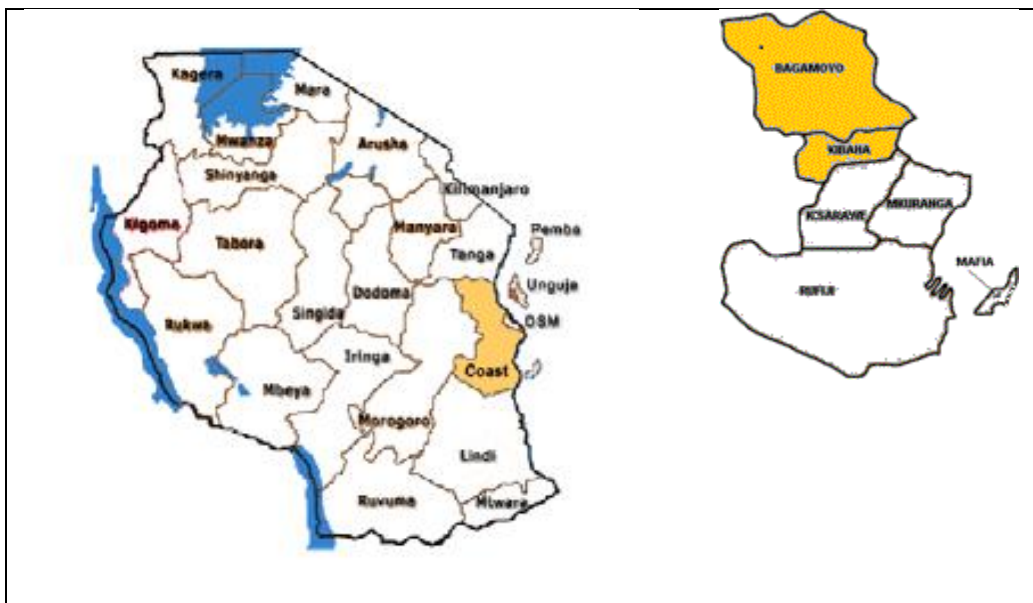 Kagera
Mara
Mwanza
Arusha
Shinyanga
Kilimanjaro
Kigoma
Manyara
Pemba
Tabora
Tanga
Unguja
Dodoma
Singida
DSM
Rukwa
Iringa
Coast
Mbeya
Morogoro
Lindi
Ruvuma
Mtwara
BAGAMOYO
KIBAHA
KCSARAWE
MKURANGA
MAFIA
RUFIJI